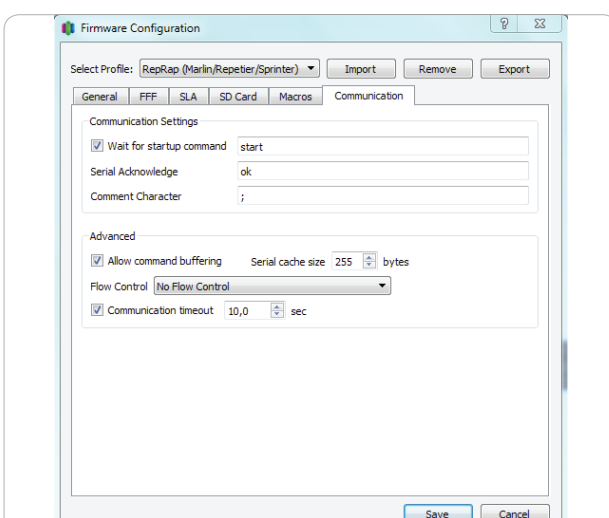 Firmware Configuration
Select Profile: RepRap (Marlin/Repetier/Sprinter) Import Remove Export
General FFF SLA SD Card Macros Communication
Communication Settings
Wait for startup command start
Serial Acknowledge ok
Comment Character ;
Advanced
Allow command buffering Serial cache size 255 bytes
Flow Control No Flow Control
Communication timeout 10,0 sec
Save Cancel